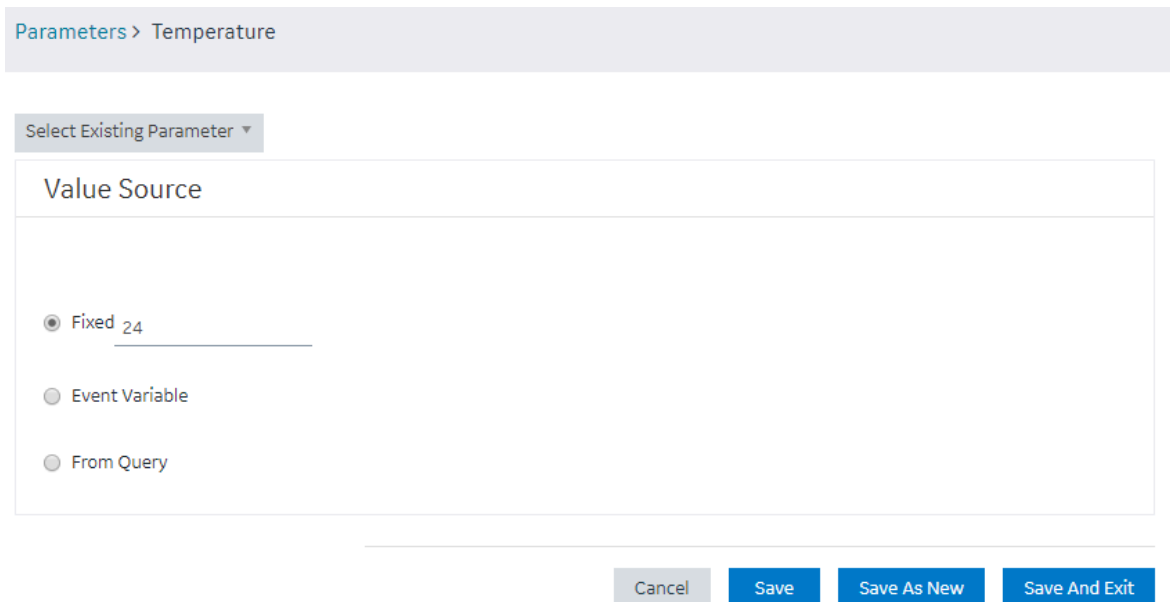 Parameters > Temperature
Select Existing Parameter
Value Source
Fixed 24
Event Variable
From Query
Cancel Save Save As New Save And Exit